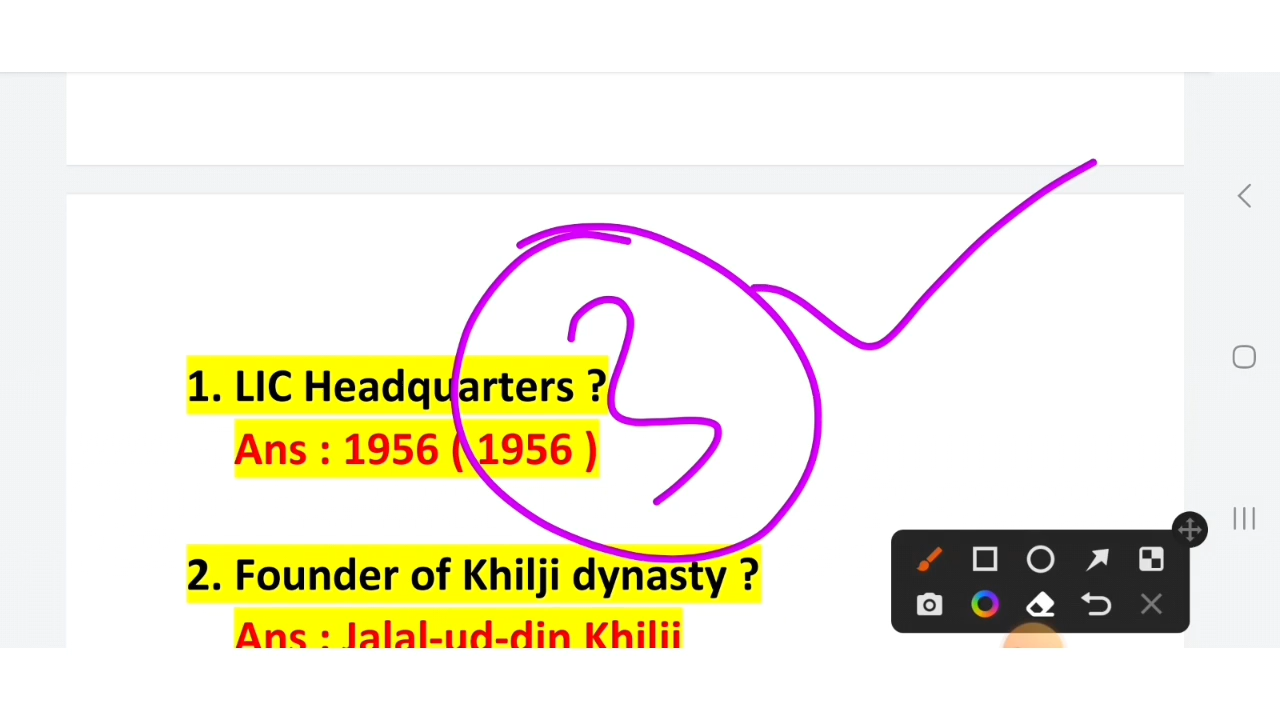 1. LIC Headquarters ?
Ans : 1956 ( 1956 )
2. Founder of Khilji dynasty ?
Ans : Jalal-ud-din Khilji